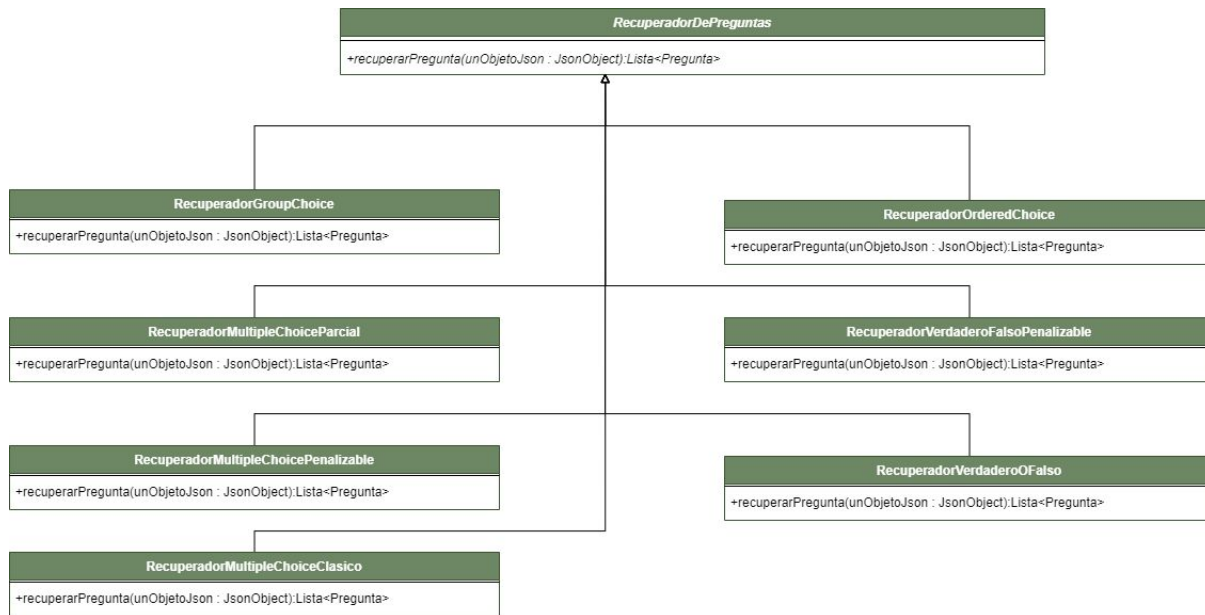 RecuperadorDePreguntas
+recuperarPregunta(unObjetoJson : JsonObject):Lista<Pregunta>
RecuperadorGroupChoice
+recuperarPregunta(unObjetoJson : JsonObject):Lista<Pregunta>
RecuperadorOrderedChoice
+recuperarPregunta(unObjetoJson : JsonObject):Lista<Pregunta>
RecuperadorMultipleChoiceParcial
+recuperarPregunta(unObjetoJson : JsonObject):Lista<Pregunta>
RecuperadorVerdaderoFalsoPenalizable
+recuperarPregunta(unObjetoJson : JsonObject):Lista<Pregunta>
RecuperadorMultipleChoicePenalizable
+recuperarPregunta(unObjetoJson : JsonObject):Lista<Pregunta>
RecuperadorVerdaderoOFalso
+recuperarPregunta(unObjetoJson : JsonObject):Lista<Pregunta>
RecuperadorMultipleChoiceClasico
+recuperarPregunta(unObjetoJson : JsonObject):Lista<Pregunta>